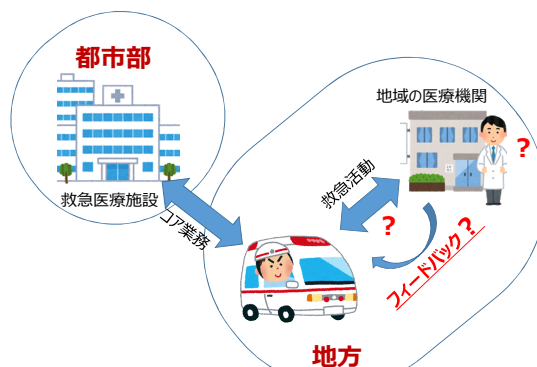 都市部
救急医療施設
コア業務
地域の医療機関
?
救急活動
?
フィードバック?
地方